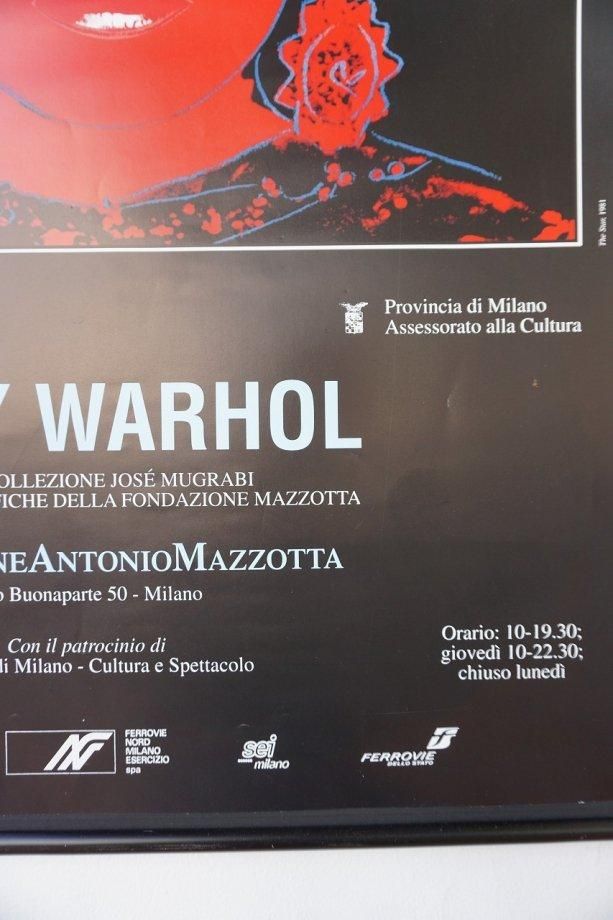 The Star, 1981
Provincia di Milano
Assessorato alla Cultura
Y WARHOL
OLLEZIONE JOSÉ MUGRABI
FICHE DELLA FONDAZIONE MAZZOTTA
NEANTONIOMAZZOTTA
o Buonaparte 50 - Milano
Con il patrocinio di
di Milano - Cultura e Spettacolo
Orario: 10-19.30;
giovedì 10-22.30;
chiuso lunedì
FERROVIE
NORD
MILANO
ESERCIZIO
spa
sei
milano
FERROVIE
DELLO STATO